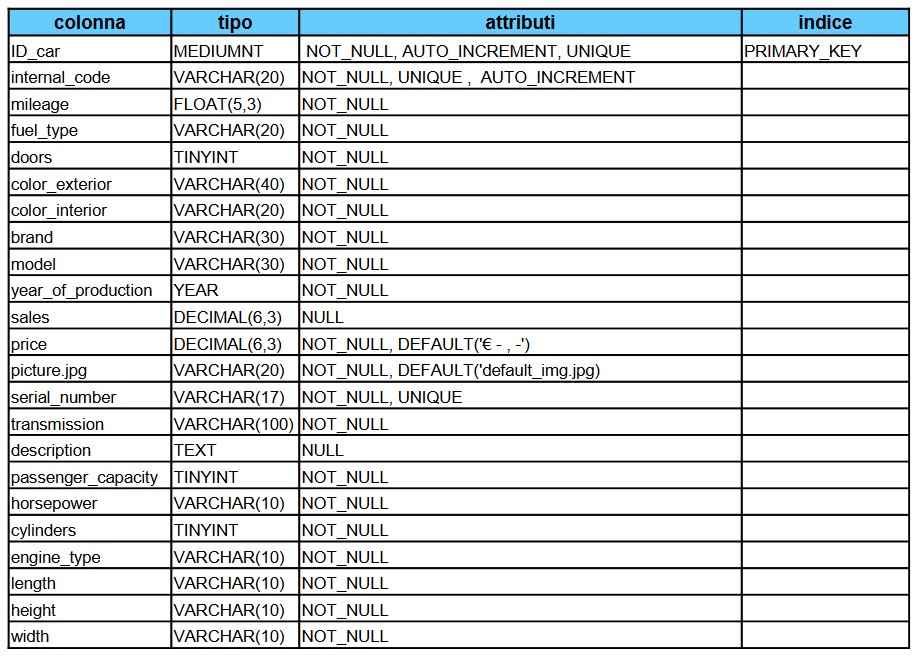 colonna tipo attributi indice
ID_car MEDIUMNT NOT_NULL, AUTO_INCREMENT, UNIQUE PRIMARY_KEY
internal_code VARCHAR(20) NOT_NULL, UNIQUE , AUTO_INCREMENT
mileage FLOAT(5,3) NOT_NULL
fuel_type VARCHAR(20) NOT_NULL
doors TINYINT NOT_NULL
color_exterior VARCHAR(40) NOT_NULL
color_interior VARCHAR(20) NOT_NULL
brand VARCHAR(30) NOT_NULL
model VARCHAR(30) NOT_NULL
year_of_production YEAR NOT_NULL
sales DECIMAL(6,3) NULL
price DECIMAL(6,3) NOT_NULL, DEFAULT('€ - , -')
picture.jpg VARCHAR(20) NOT_NULL, DEFAULT('default_img.jpg)
serial_number VARCHAR(17) NOT_NULL, UNIQUE
transmission VARCHAR(100) NOT_NULL
description TEXT NULL
passenger_capacity TINYINT NOT_NULL
horsepower VARCHAR(10) NOT_NULL
cylinders TINYINT NOT_NULL
engine_type VARCHAR(10) NOT_NULL
length VARCHAR(10) NOT_NULL
height VARCHAR(10) NOT_NULL
width VARCHAR(10) NOT_NULL